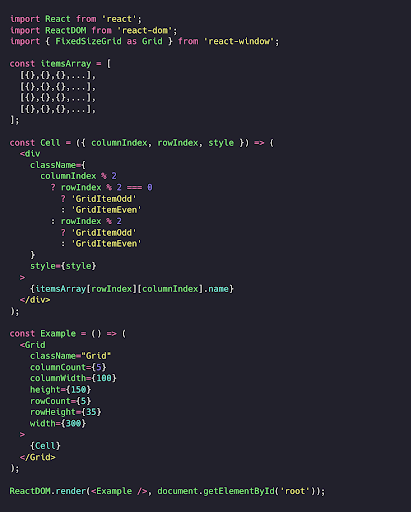 import React from 'react';
import ReactDOM from 'react-dom';
import { FixedSizeGrid as Grid } from 'react-window';

const itemsArray = [
  [{},{},{},...],
  [{},{},{},...],
  [{},{},{},...],
  [{},{},{},...],
];

const Cell = ({ columnIndex, rowIndex, style }) => (
  <div
    className={
      columnIndex % 2
        ? rowIndex % 2 === 0
          ? 'GridItemOdd'
          : 'GridItemEven'
        : rowIndex % 2
          ? 'GridItemOdd'
          : 'GridItemEven'
    }
    style={style}
  >
    {itemsArray[rowIndex][columnIndex].name}
  </div>
);

const Example = () => (
  <Grid
    className="Grid"
    columnCount={5}
    columnWidth={100}
    height={150}
    rowCount={5}
    rowHeight={35}
    width={300}
  >
    {Cell}
  </Grid>
);

ReactDOM.render(<Example />, document.getElementById('root'));